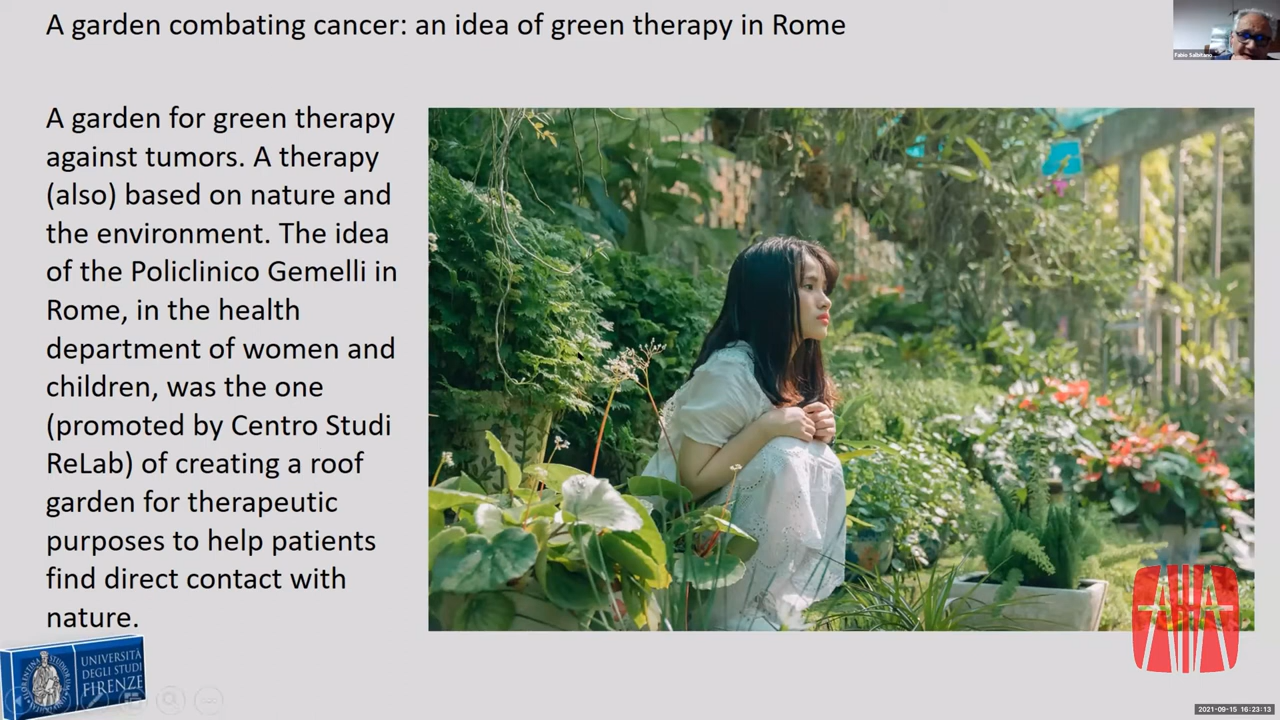 A garden combating cancer: an idea of green therapy in Rome
Fabio Salbitano
A garden for green therapy
against tumors. A therapy
(also) based on nature and
the environment. The idea
of the Policlinico Gemelli in
Rome, in the health
department of women and
children, was the one
(promoted by Centro Studi
ReLab) of creating a roof
garden for therapeutic
purposes to help patients
find direct contact with
nature.
UNIVERSITÀ
DEGLI STUDI
FIRENZE
2021-09-15 16:23:13